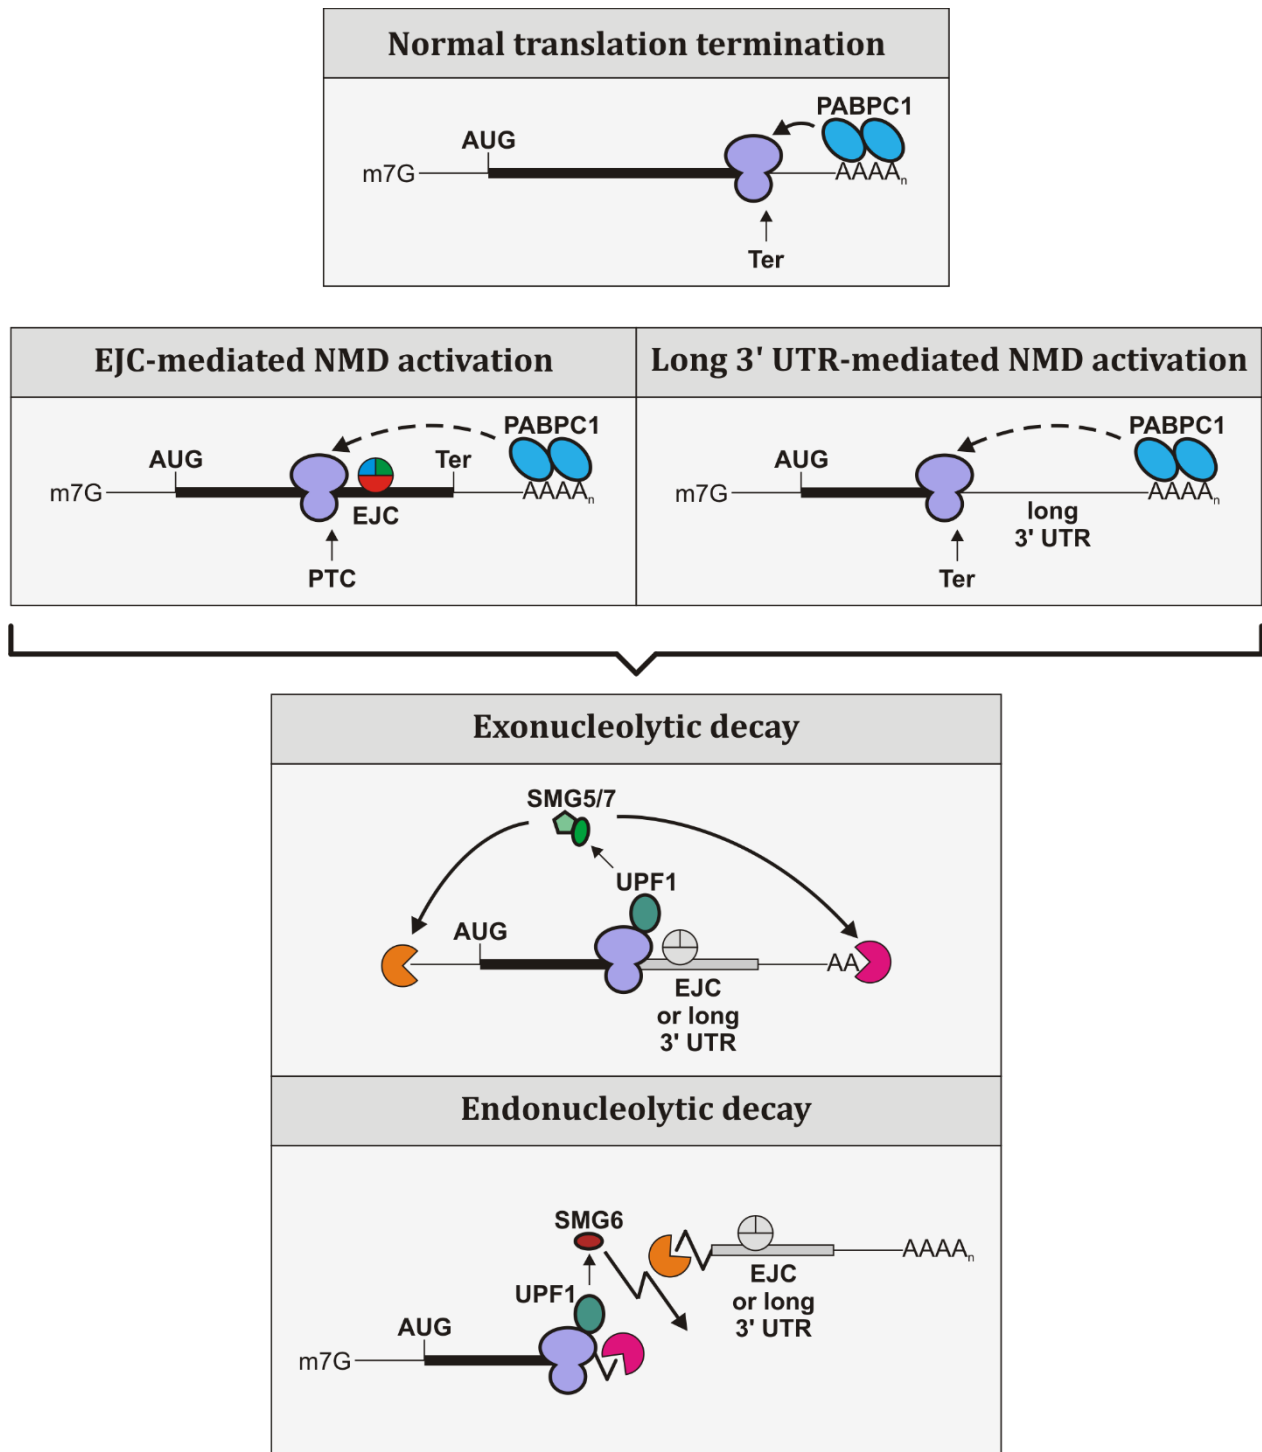 Normal translation termination
PABPC1
AUG
m7G
AAAAn
Ter
EJC-mediated NMD activation
PABPC1
AUG
Ter
m7G
AAAAn
EJC
PTC
Long 3' UTR-mediated NMD activation
PABPC1
AUG
m7G
AAAAn
long
3' UTR
Ter
Exonucleolytic decay
SMG5/7
UPF1
AUG
AA
EJC
or long
3' UTR
Endonucleolytic decay
SMG6
AAAAn
EJC
or long
3' UTR
UPF1
AUG
m7G